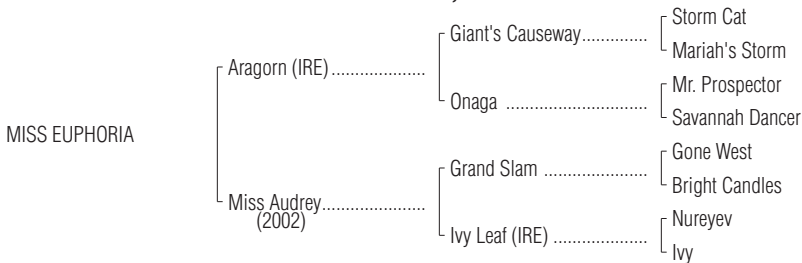 Storm Cat
Giant's Causeway..............
Mariah's Storm
Aragorn (IRE)....................
Mr. Prospector
Onaga ..............................
Savannah Dancer
MISS EUPHORIA
Gone West
Grand Slam ......................
Bright Candles
Miss Audrey......................
(2002)
Nureyev
Ivy Leaf (IRE) ....................
Ivy